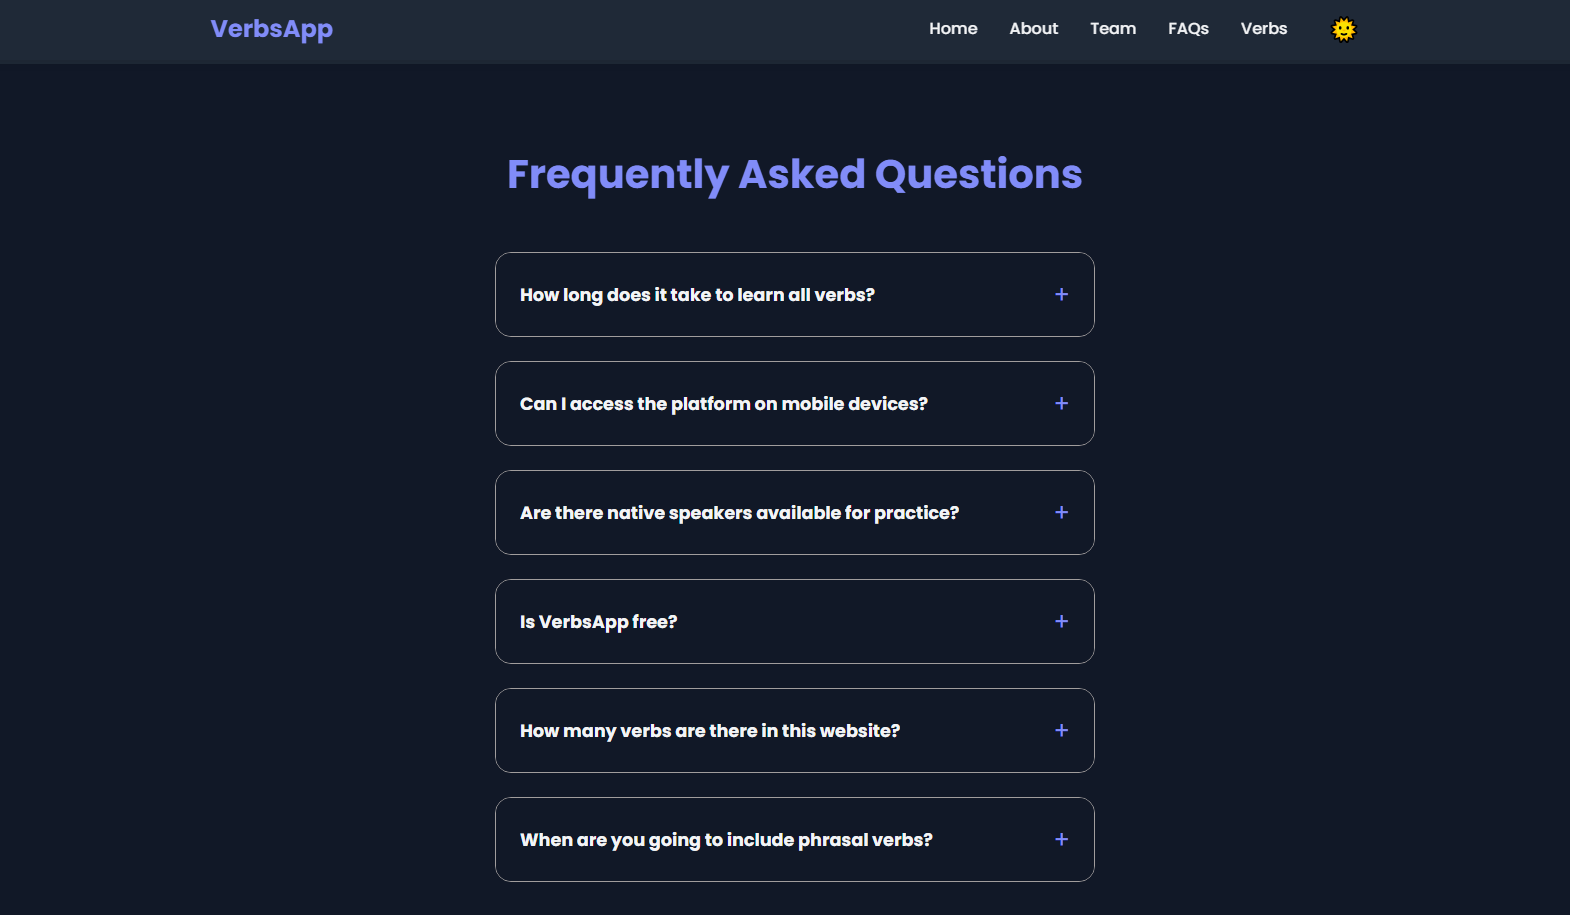 VerbsApp
Home About Team FAQs Verbs
Frequently Asked Questions
How long does it take to learn all verbs? +
Can I access the platform on mobile devices? +
Are there native speakers available for practice? +
Is VerbsApp free? +
How many verbs are there in this website? +
When are you going to include phrasal verbs? +